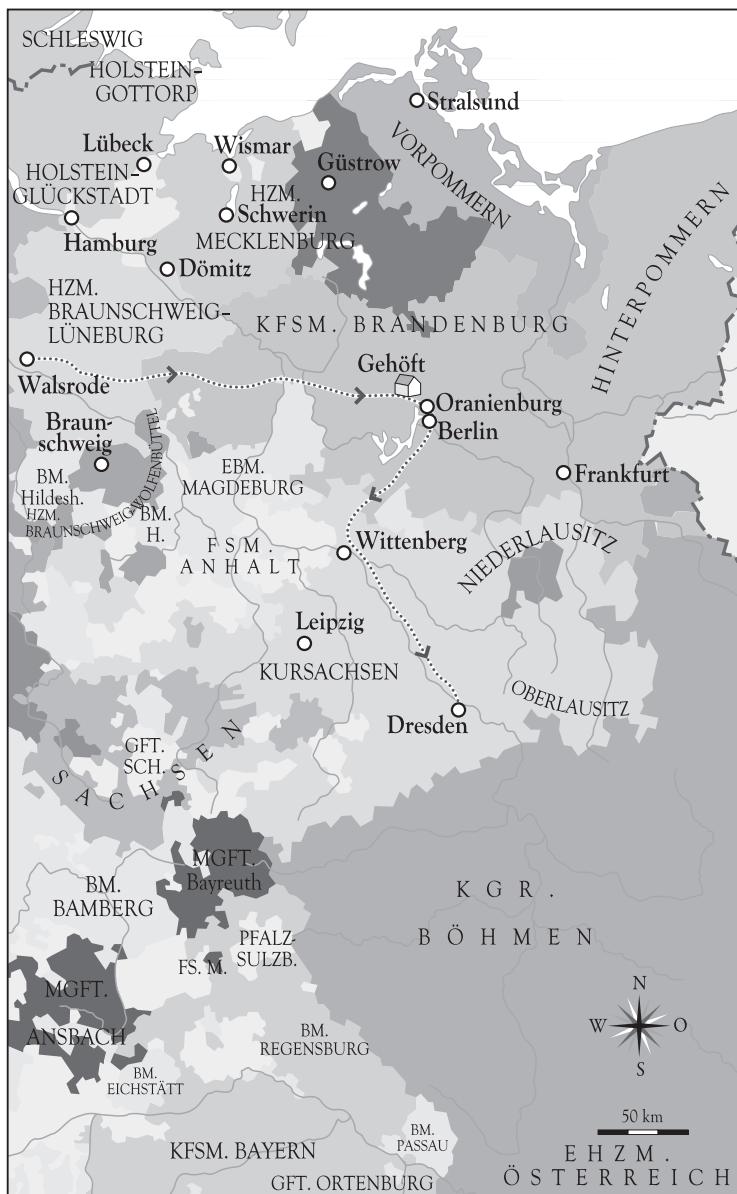 SCHLESWIG
HOLSTEIN-
GOTTORP
Stralsund
VORPOMMERN
Lübeck
Wismar
Güstrow
HOLSTEIN-
GLÜCKSTADT
HZM.
Schwerin
MECKLENBURG
Hamburg
Dömitz
HINTERPOMMERN
HZM.
BRAUNSCHWEIG-
LÜNEBURG
KFSM. BRANDENBURG
Gehöft
Walsrode
Oranienburg
Berlin
Braun-
schweig
BM.
Hildesh.
HZM.
BRAUNSCHWEIG-WOLFENBÜTTEL
BM.
H.
EBM.
MAGDEBURG
Frankfurt
FSM.
ANHALT
Wittenberg
NIEDERLAUSITZ
Leipzig
KURSACHSEN
OBERLAUSITZ
Dresden
GFT.
SCH.
SACHSEN
MGFT.
Bayreuth
BM.
BAMBERG
KGR.
BÖHMEN
PFALZ-
SULZB.
FS. M.
MGFT.
ANSBACH
BM.
REGENSBURG
BM.
EICHSTÄTT
N
W
O
S
50 km
BM.
PASSAU
KFSM. BAYERN
GFT. ORTENBURG
EHZM.
ÖSTERREICH